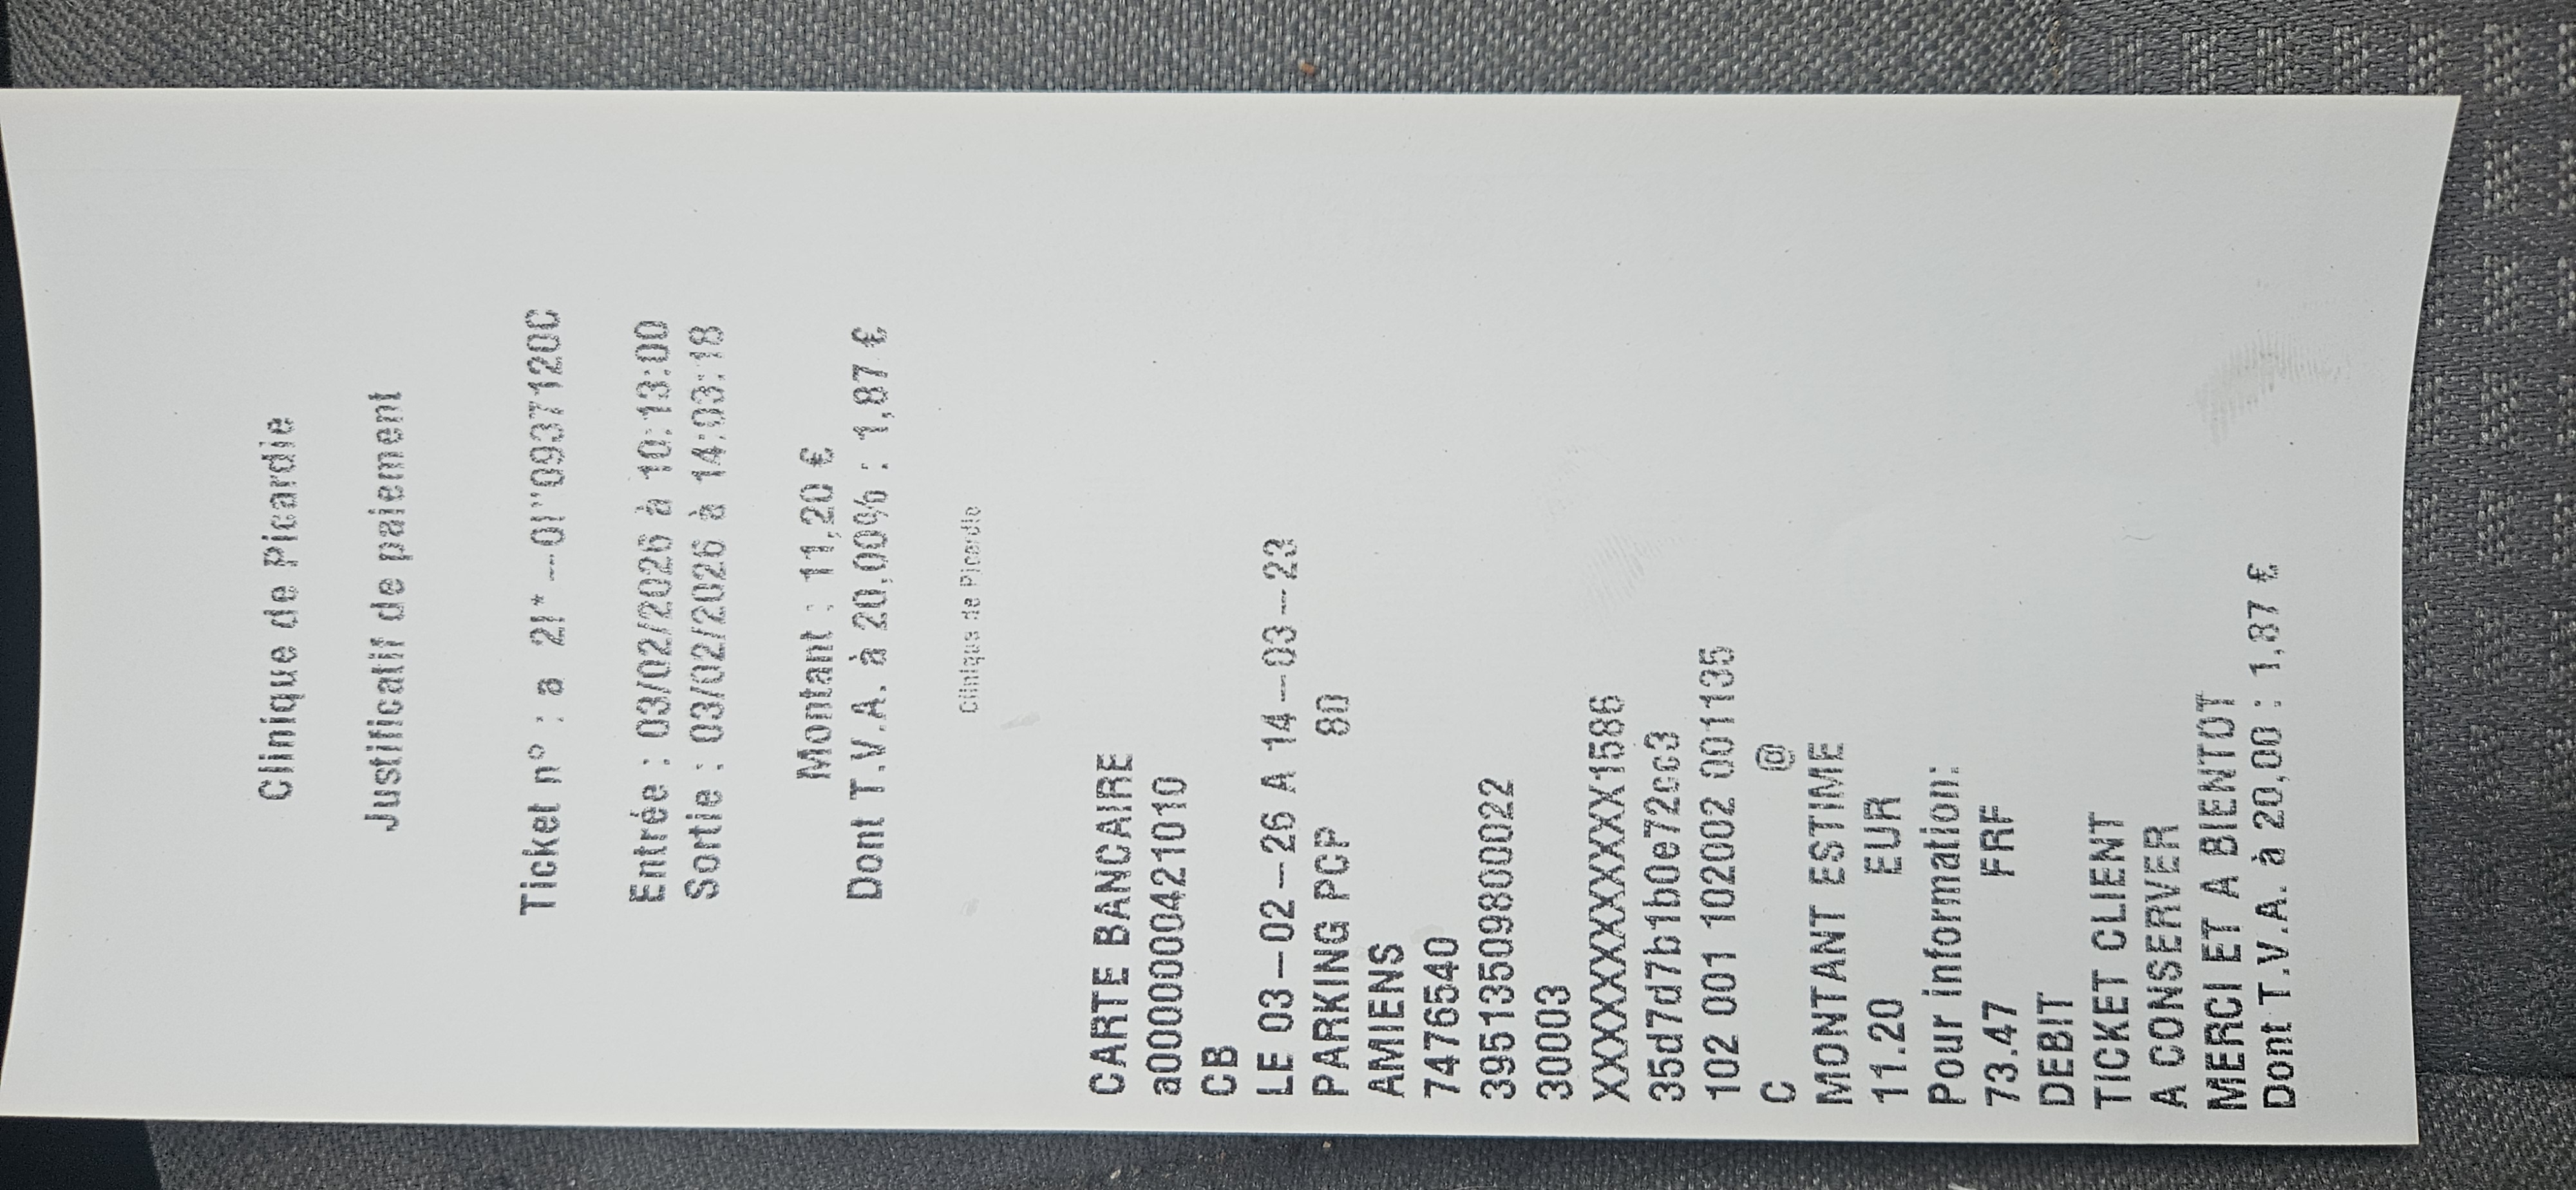 Clinique de Picardie
Justificatif de paiement
Ticket n° : a 2!*--0!"0937120C
Entrée : 03/02/2026 à 10:13:00
Sortie : 03/02/2026 à 14:03:18
Montant : 11,20 €
Dont T.V.A. à 20,00% : 1,87 €
Clinique de Picardie
CARTE BANCAIRE
a0000000421010
CB
LE 03-02-26 A 14-03-23
PARKING PCP 80
AMIENS
7476540
39513509800022
30003
XXXXXXXXXXXX1586
35d7d7b1b0e72cc3
102 001 102002 001135
C @
MONTANT ESTIME
11.20 EUR
Pour information:
73.47 FRF
DEBIT
TICKET CLIENT
A CONSERVER
MERCI ET A BIENTOT
Dont T.V.A. à 20,00 : 1,87 €